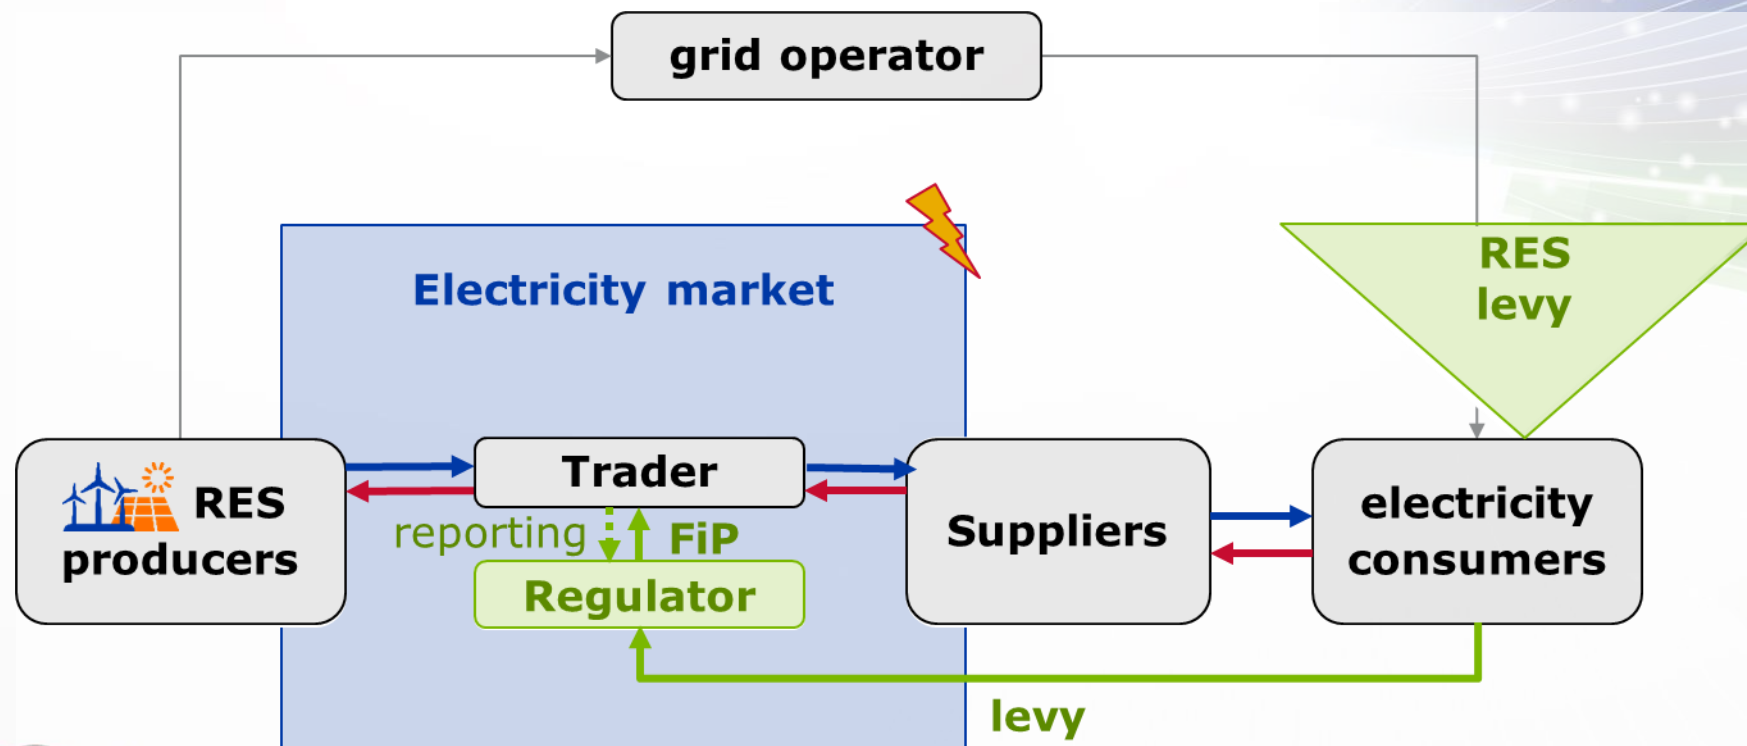 grid operator
RES
levy
Electricity market
Trader
RES
producers
reporting
FiP
Suppliers
electricity
consumers
Regulator
levy